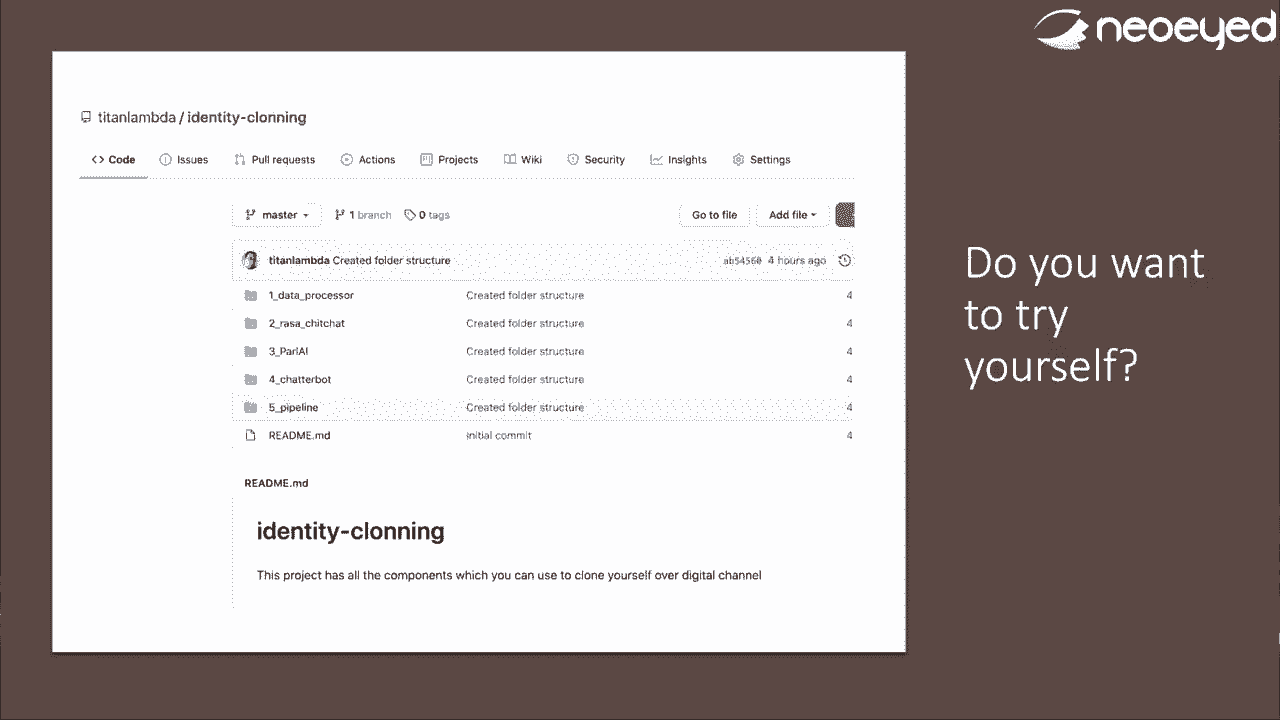 neoeyed
titanlambda / identity-clonning
Code Issues Pull requests Actions Projects Wiki Security Insights Settings
master 1 branch 0 tags Go to file Add file
titanlambda Created folder structure ab54560 4 hours ago
1_data_processor Created folder structure 4
2_rasa_chitchat Created folder structure 4
3_ParlAI Created folder structure 4
4_chatterbot Created folder structure 4
5_pipeline Created folder structure 4
README.md Initial commit 4
README.md
identity-clonning
This project has all the components which you can use to clone yourself over digital channel
Do you want
to try
yourself?